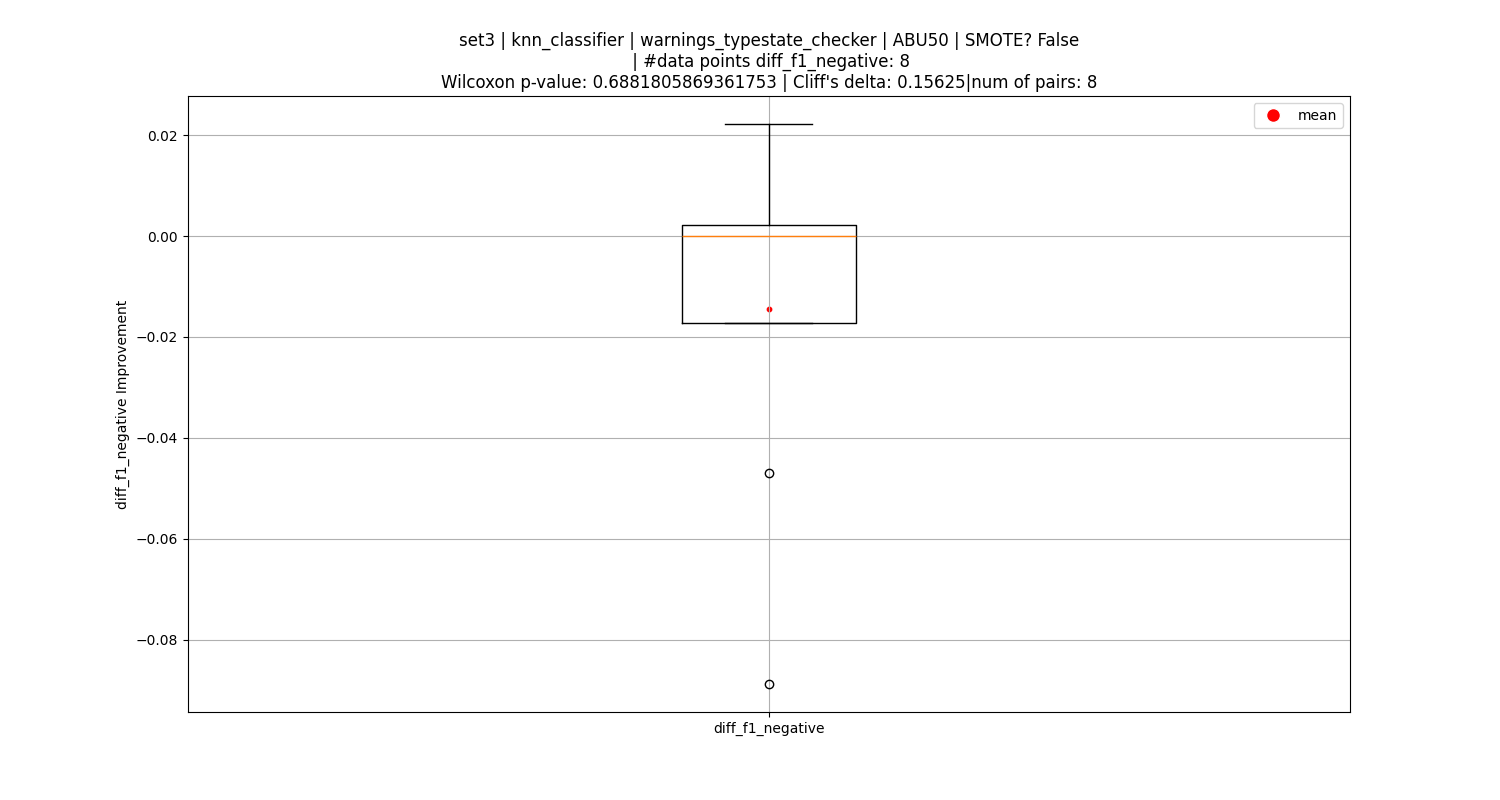 set3 | knn_classifier | warnings_typestate_checker | ABU50 | SMOTE? False
| #data points diff_f1_negative: 8
Wilcoxon p-value: 0.6881805869361753 | Cliff's delta: 0.15625|num of pairs: 8
mean
0.02
0.00
−0.02
−0.04
−0.06
−0.08
diff_f1_negative Improvement
diff_f1_negative